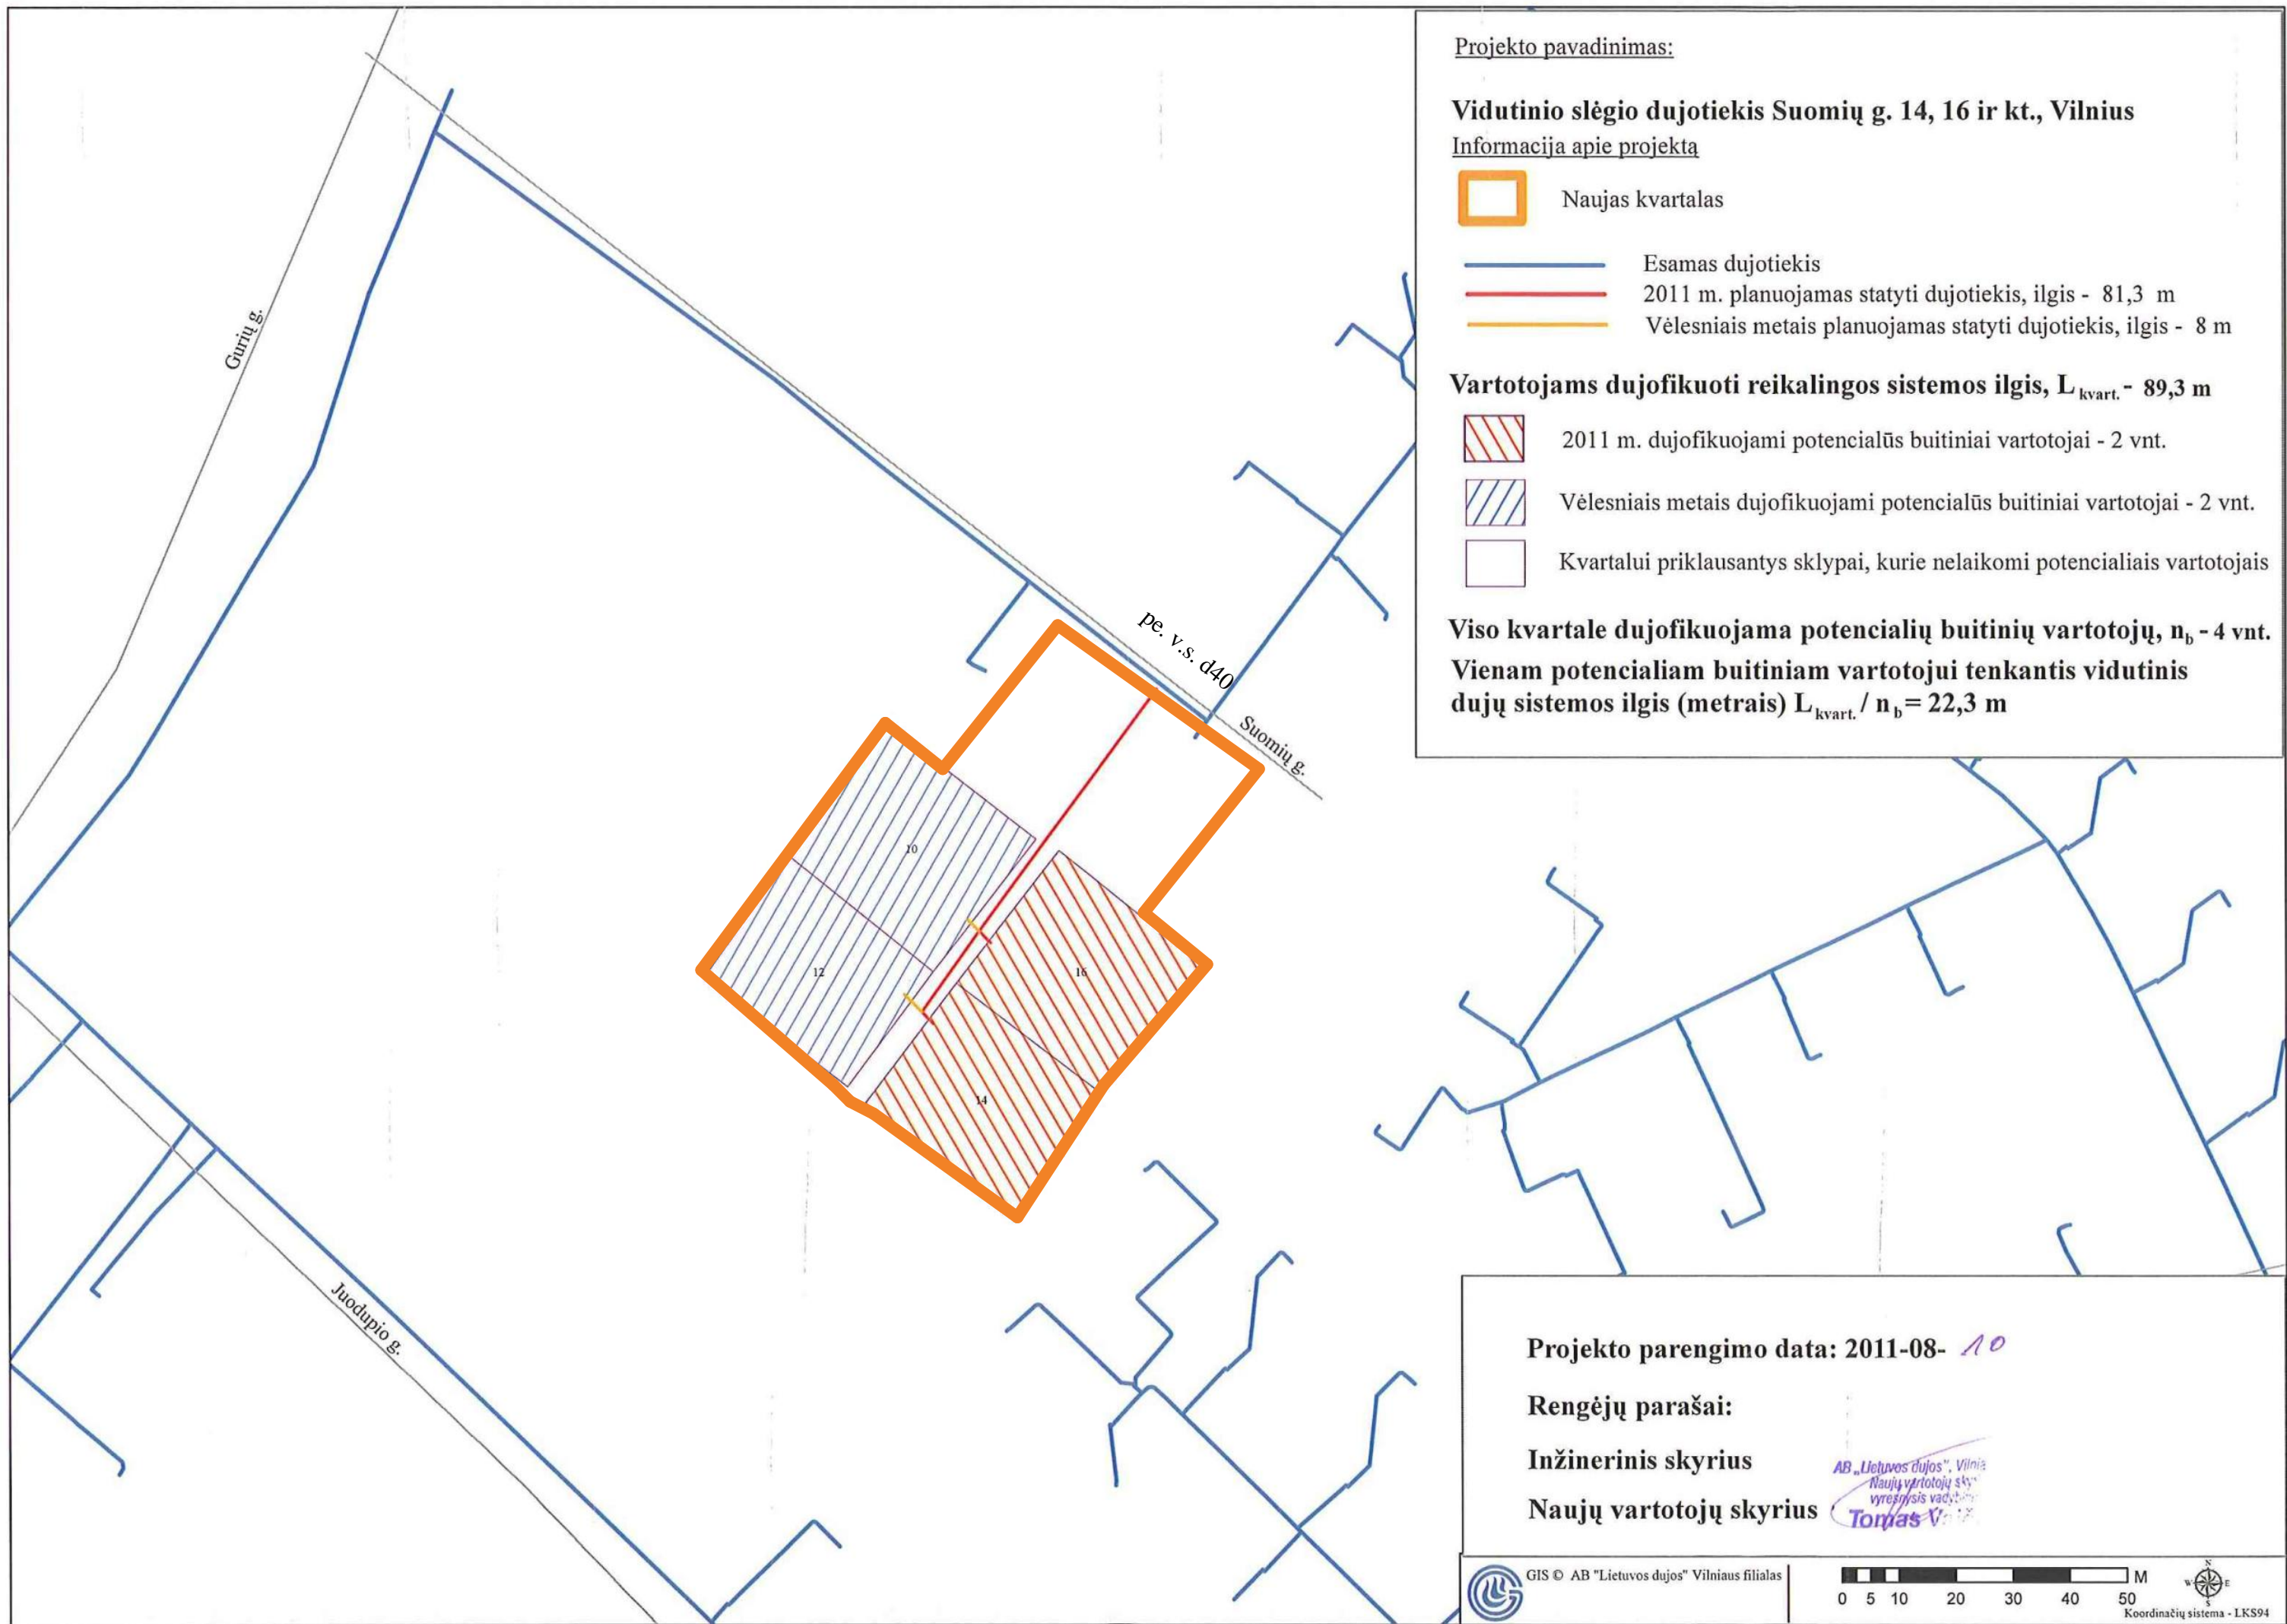 Projekto pavadinimas:
Vidutinio slėgio dujotiekis Suomių g. 14, 16 ir kt., Vilnius
Informacija apie projektą
Naujas kvartalas
Esamas dujotiekis
2011 m. planuojamas statyti dujotiekis, ilgis - 81,3 m
Vėlesniais metais planuojamas statyti dujotiekis, ilgis - 8 m
Vartotojams dujofikuoti reikalingos sistemos ilgis, L kvart. - 89,3 m
2011 m. dujofikuojami potencialūs buitiniai vartotojai - 2 vnt.
Vėlesniais metais dujofikuojami potencialūs buitiniai vartotojai - 2 vnt.
Kvartalui priklausantys sklypai, kurie nelaikomi potencialiais vartotojais
Viso kvartale dujofikuojama potencialių buitinių vartotojų, n b - 4 vnt.
Vienam potencialiam buitiniam vartotojui tenkantis vidutinis
dujų sistemos ilgis (metrais) L kvart. / n b = 22,3 m
Gurių g.
pe. v.s. d40
Suomių g.
10
12
16
14
Juodupio g.
Projekto parengimo data: 2011-08- 10
Rengėjų parašai:
Inžinerinis skyrius
Naujų vartotojų skyrius
AB „Lietuvos dujos", 
Naujų vartotojų
vyresnysis
Tomas
GIS © AB "Lietuvos dujos" Vilniaus filialas
M
0 5 10 20 30 40 50
N
W E
S
Koordinačių sistema - LKS94